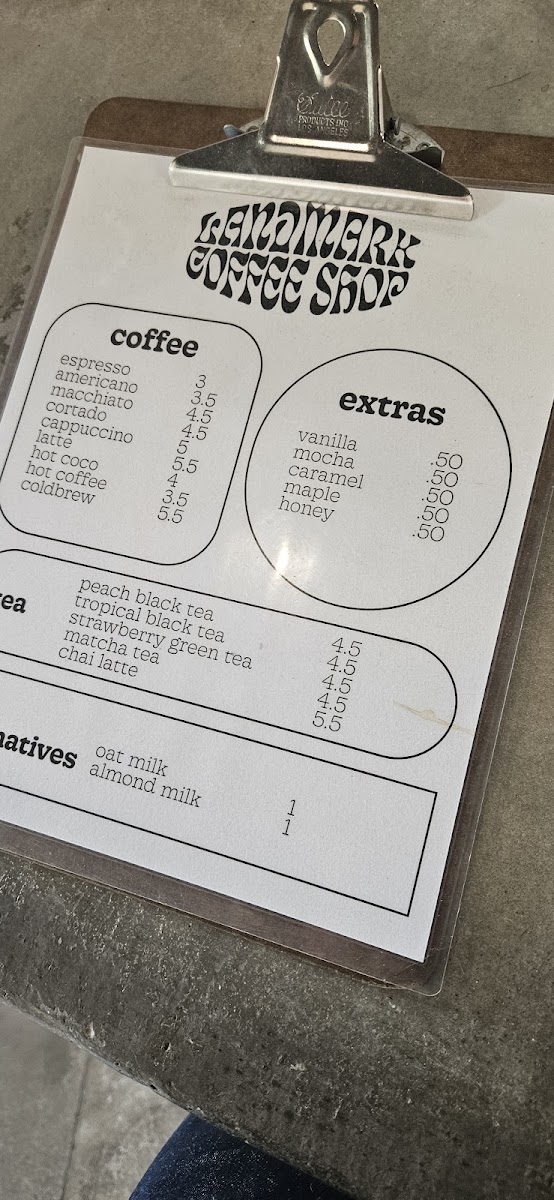 PRODUCTS INC
LOS ANGELES
LANDMARK
COFFEE SHOP
coffee
espresso 3
americano 3.5
macchiato 4.5
cortado 4.5
cappuccino 5
latte 5.5
hot coco 4
hot coffee 3.5
coldbrew 5.5
extras
vanilla .50
mocha .50
caramel .50
maple .50
honey .50
ea
peach black tea 4.5
tropical black tea 4.5
strawberry green tea 4.5
matcha tea 4.5
chai latte 5.5
natives
oat milk 1
almond milk 1